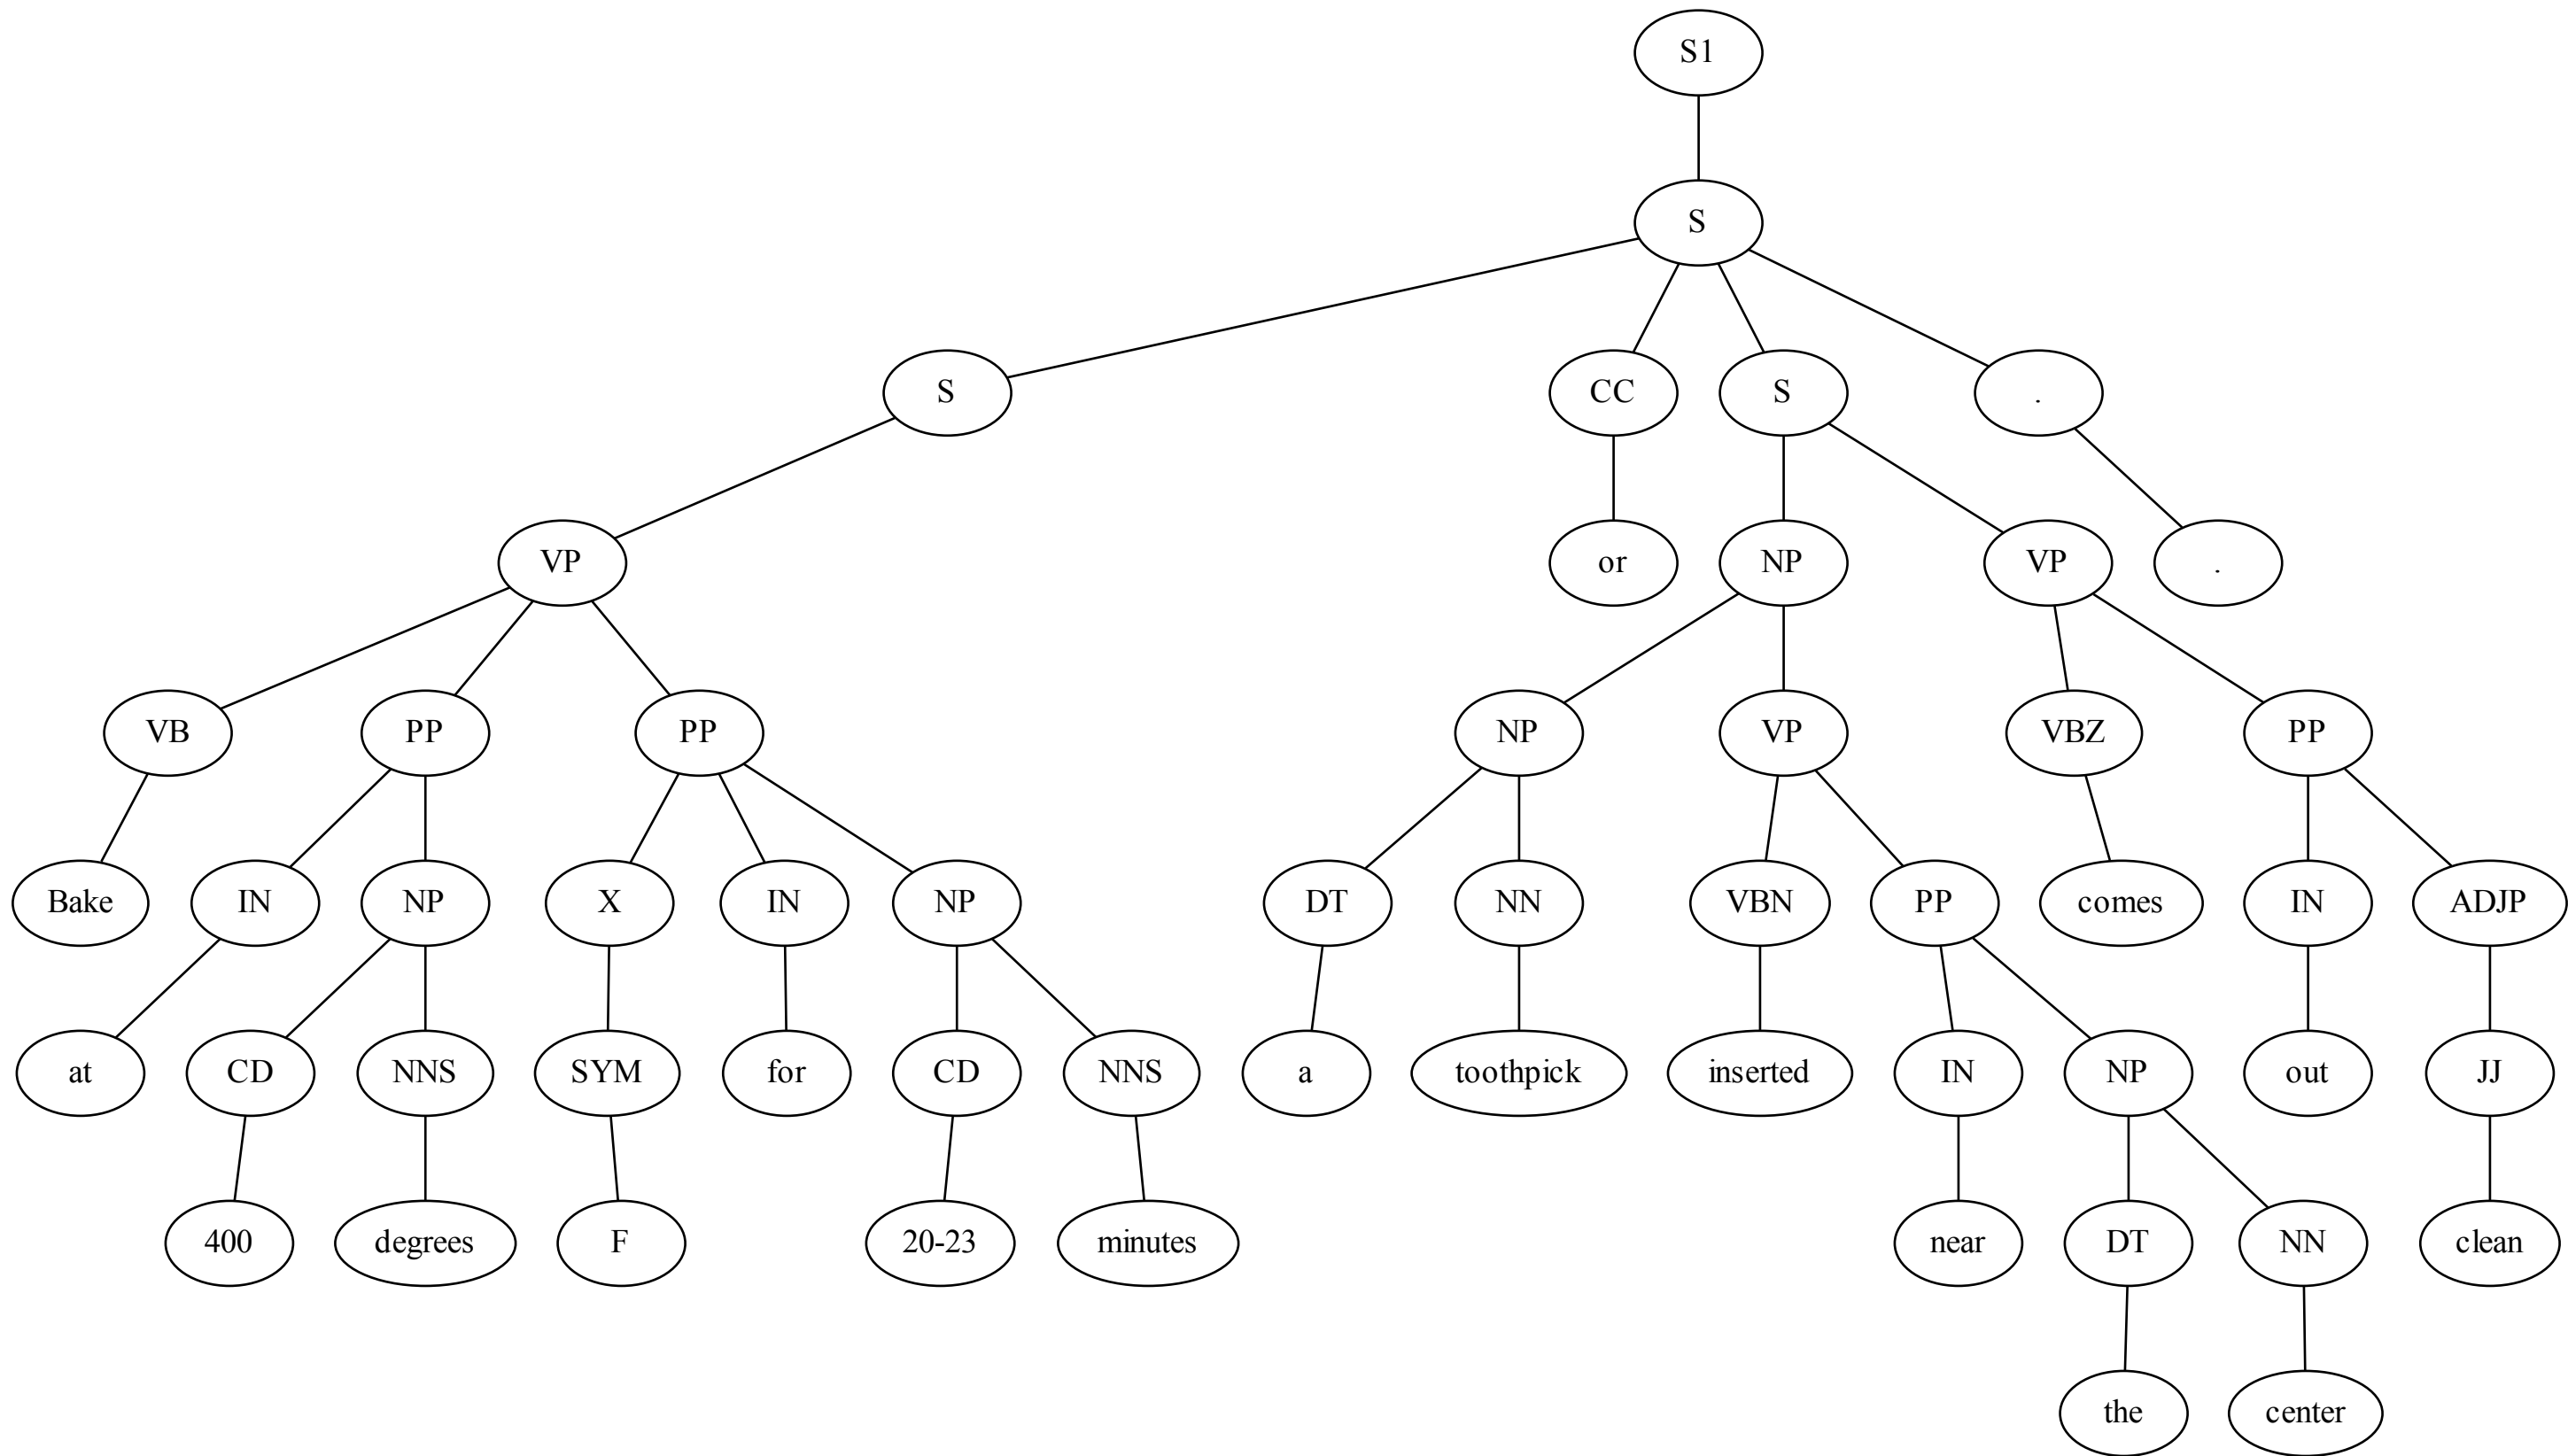 S1
S
S CC S .
VP or NP VP .
VB PP PP NP VP VBZ PP
Bake IN NP X IN NP DT NN VBN PP comes IN ADJP
at CD NNS SYM for CD NNS a toothpick inserted IN NP out JJ
400 degrees F 20-23 minutes near DT NN clean
the center